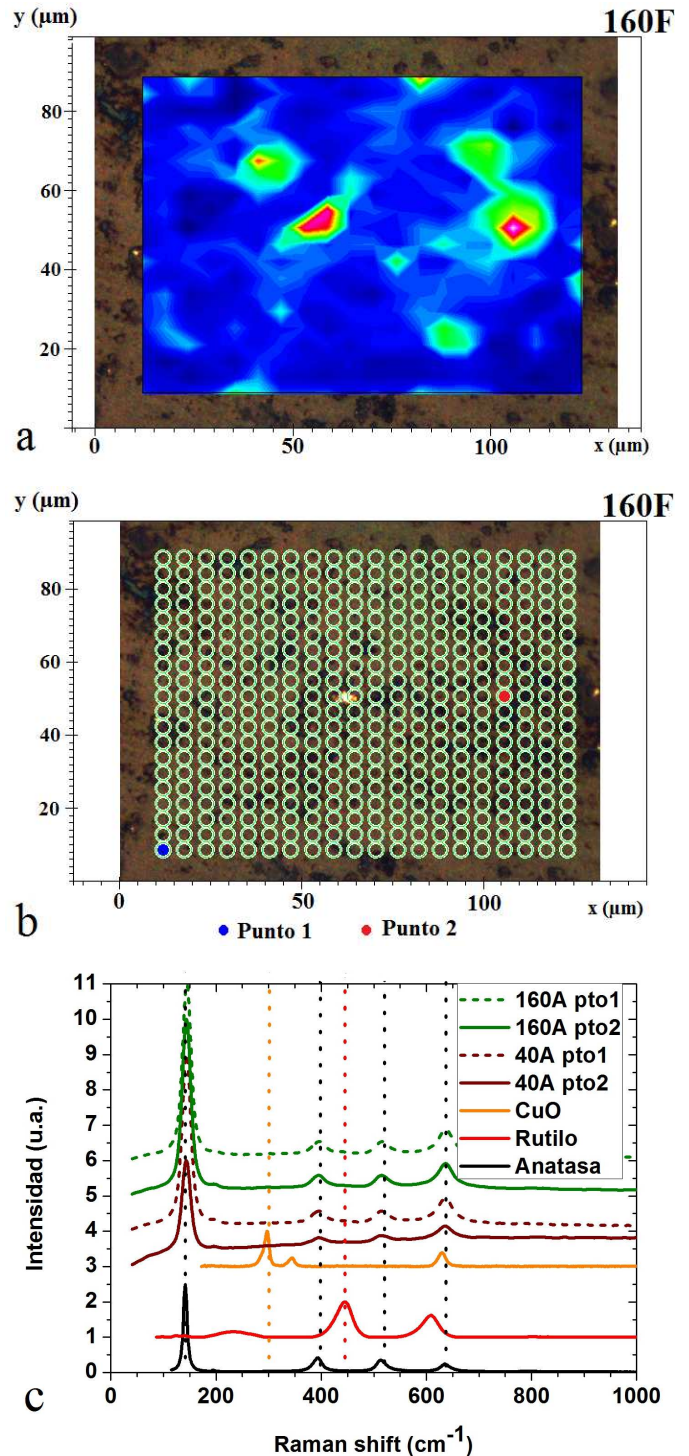 y (µm)
160F
80
60
40
20
0
50
100
x (µm)
a
y (µm)
160F
80
60
40
20
0
50
100
x (µm)
b
Punto 1
Punto 2
11
10
9
8
7
6
5
4
3
2
1
0
Intensidad (u.a.)
160A pto1
160A pto2
40A pto1
40A pto2
CuO
Rutilo
Anatasa
0
200
400
600
800
1000
c
Raman shift (cm-1)